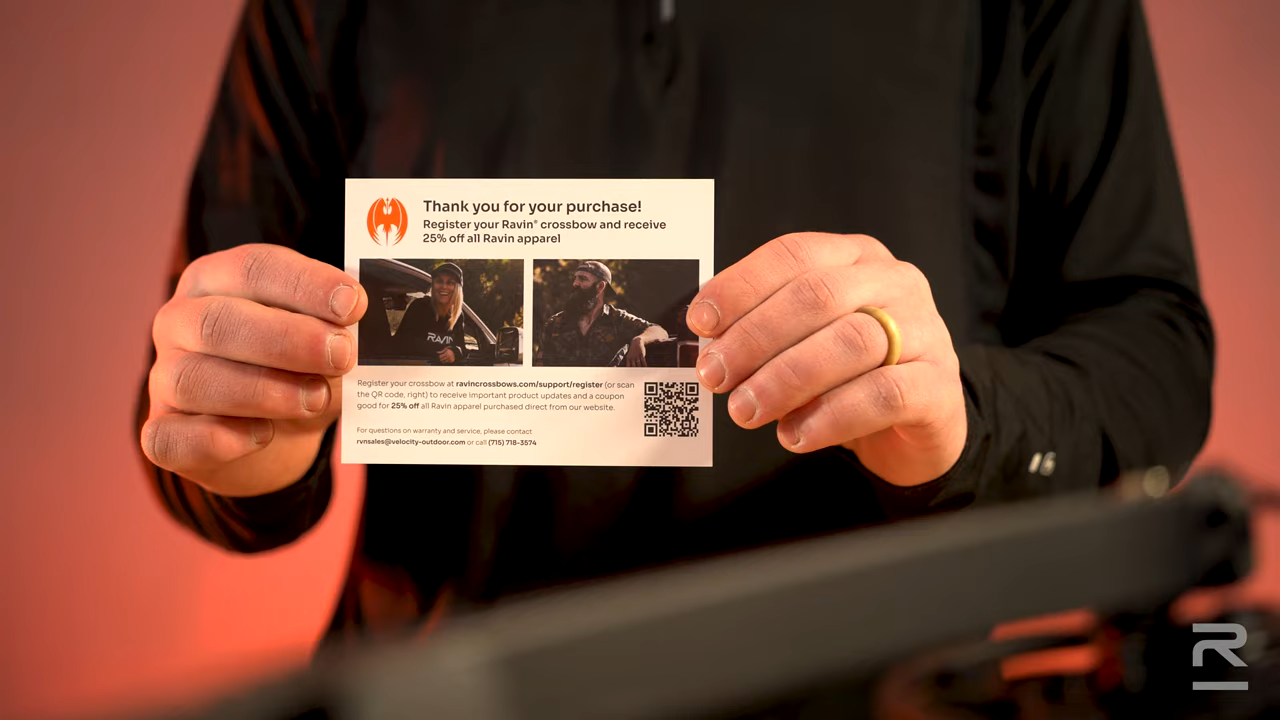 Thank you for your purchase!
Register your Ravin® crossbow and receive
25% off all Ravin apparel
RAVIN
Register your crossbow at ravincrossbows.com/support/register (or scan
the QR code, right) to receive important product updates and a coupon
good for 25% off all Ravin apparel purchased direct from our website.
For questions on warranty and service, please contact
rvnsales@velocity-outdoor.com or call (715) 718-3574
R